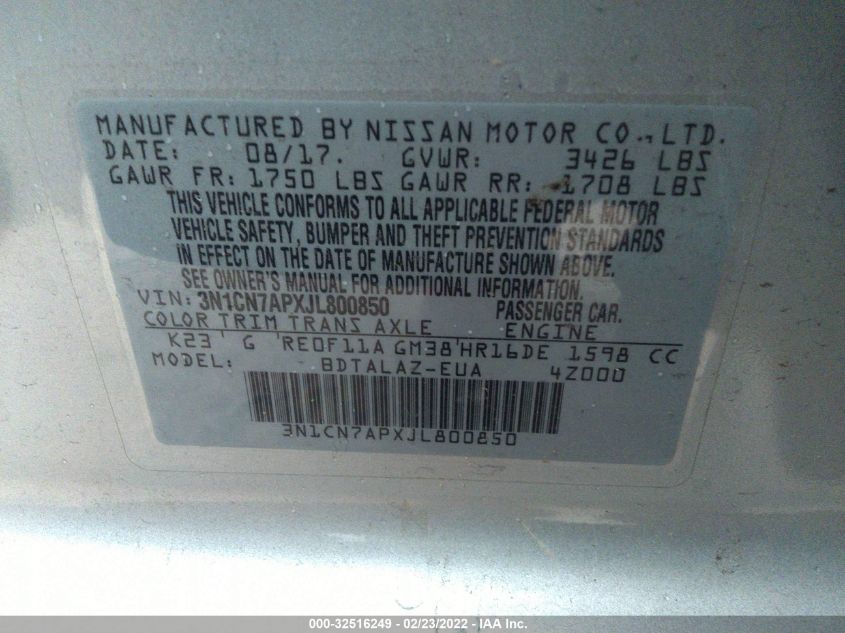 MANUFACTURED BY NISSAN MOTOR CO., LTD.
DATE: 08/17. GVWR: 3426 LBS
GAWR FR: 1750 LBS GAWR RR: 1708 LBS
THIS VEHICLE CONFORMS TO ALL APPLICABLE FEDERAL MOTOR
VEHICLE SAFETY, BUMPER AND THEFT PREVENTION STANDARDS
IN EFFECT ON THE DATE OF MANUFACTURE SHOWN ABOVE.
SEE OWNER'S MANUAL FOR ADDITIONAL INFORMATION.
VIN: 3N1CN7APXJL800850 PASSENGER CAR.
COLOR TRIM TRANS AXLE ENGINE
K23 G RE0F11A GM38 HR16DE 1598 CC
MODEL: BDTALAZ-EUA 4Z000
3N1CN7APXJL800850
000-32516249 - 02/23/2022 - IAA Inc.